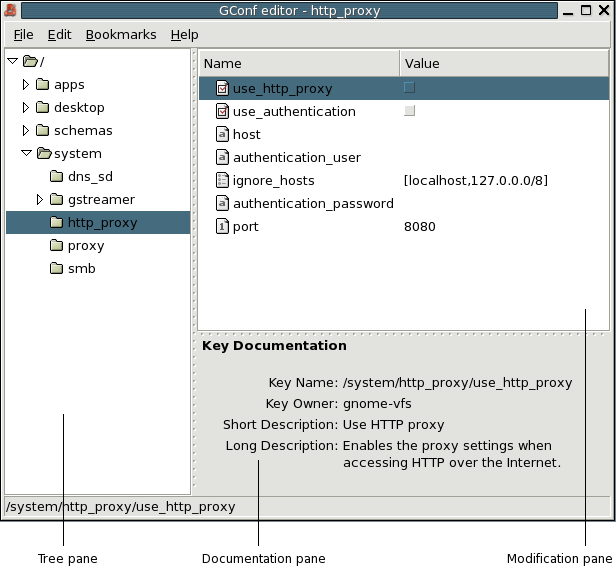 GConf editor - http_proxy
File Edit Bookmarks Help
/
apps
desktop
schemas
system
dns_sd
gstreamer
http_proxy
proxy
smb
Name Value
use_http_proxy
use_authentication
a host
a authentication_user
ignore_hosts [localhost,127.0.0.0/8]
a authentication_password
1 port 8080
Key Documentation
Key Name: /system/http_proxy/use_http_proxy
Key Owner: gnome-vfs
Short Description: Use HTTP proxy
Long Description: Enables the proxy settings when
accessing HTTP over the Internet.
/system/http_proxy/use_http_proxy
Tree pane Documentation pane Modification pane